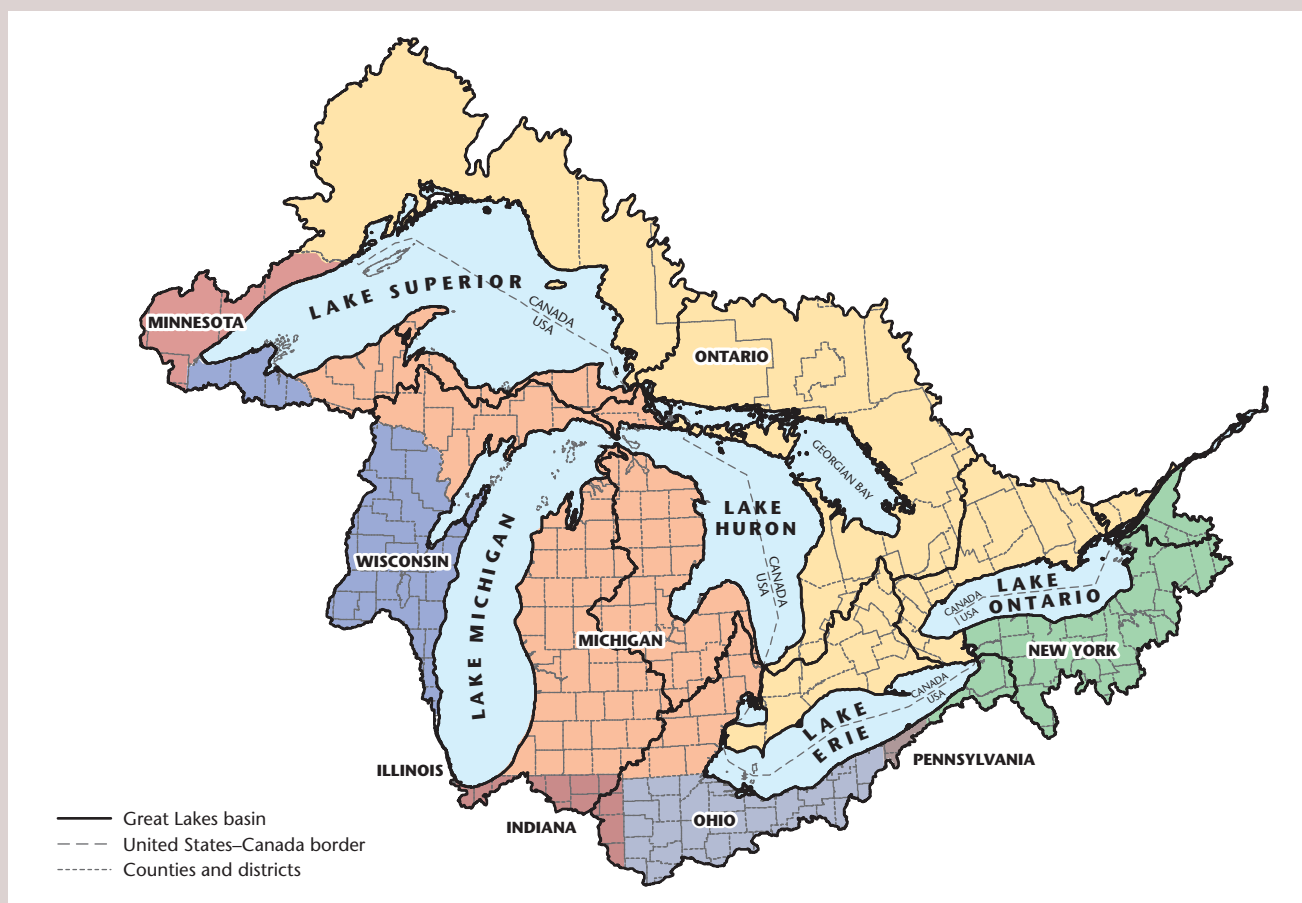 LAKE SUPERIOR
CANADA
USA
MINNESOTA
ONTARIO
GEORGIAN BAY
LAKE
HURON
CANADA
USA
WISCONSIN
LAKE MICHIGAN
MICHIGAN
LAKE
ONTARIO
CANADA
USA
NEW YORK
CANADA
USA
LAKE
ERIE
PENNSYLVANIA
ILLINOIS
INDIANA
OHIO
Great Lakes basin
United States–Canada border
Counties and districts